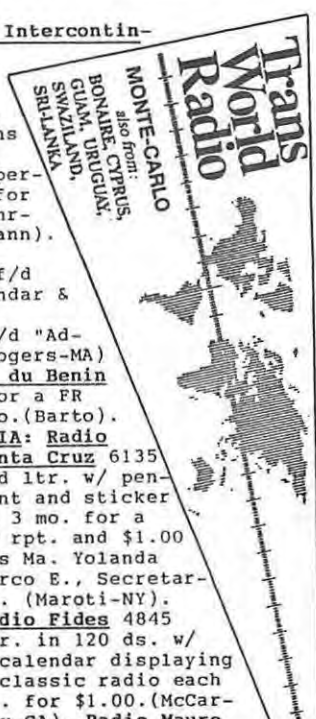 Intercontin-
ns
per-
for
hr-
ann).
f/d
ndar &
/d "Ad-
ogers-MA)
du Benin
or a FR
o.(Barto).
IA: Radio
nta Cruz 6135
d ltr. w/ pen-
nt and sticker
3 mo. for a
rpt. and $1.00
s Ma. Yolanda
rco E., Secretar-
. (Maroti-NY).
adio Fides 4845
r. in 120 ds. w/
calendar displaying
classic radio each
. for $1.00.(McCar-
Trans
World
Radio
MONTE-CARLO
also from:
BONAIRE, CYPRUS,
GUAM, URUGUAY,
SWAZILAND,
SRI-LANKA